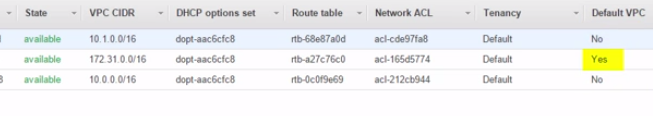 State VPC CIDR DHCP options set Route table Network ACL Tenancy Default VPC
available 10.1.0.0/16 dopt-aac6cfc8 rtb-68e87a0d acl-cde97fa8 Default No
available 172.31.0.0/16 dopt-aac6cfc8 rtb-a27c76c0 acl-165d5774 Default Yes
available 10.0.0.0/16 dopt-aac6cfc8 rtb-0c0f9e69 acl-212cb944 Default No